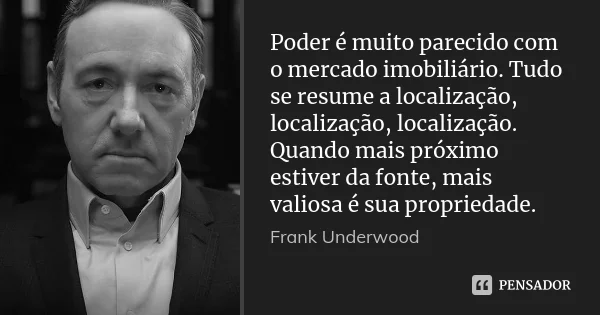 Poder é muito parecido com
o mercado imobiliário. Tudo
se resume a localização,
localização, localização.
Quando mais próximo
estiver da fonte, mais
valiosa é sua propriedade.
Frank Underwood
PENSADOR